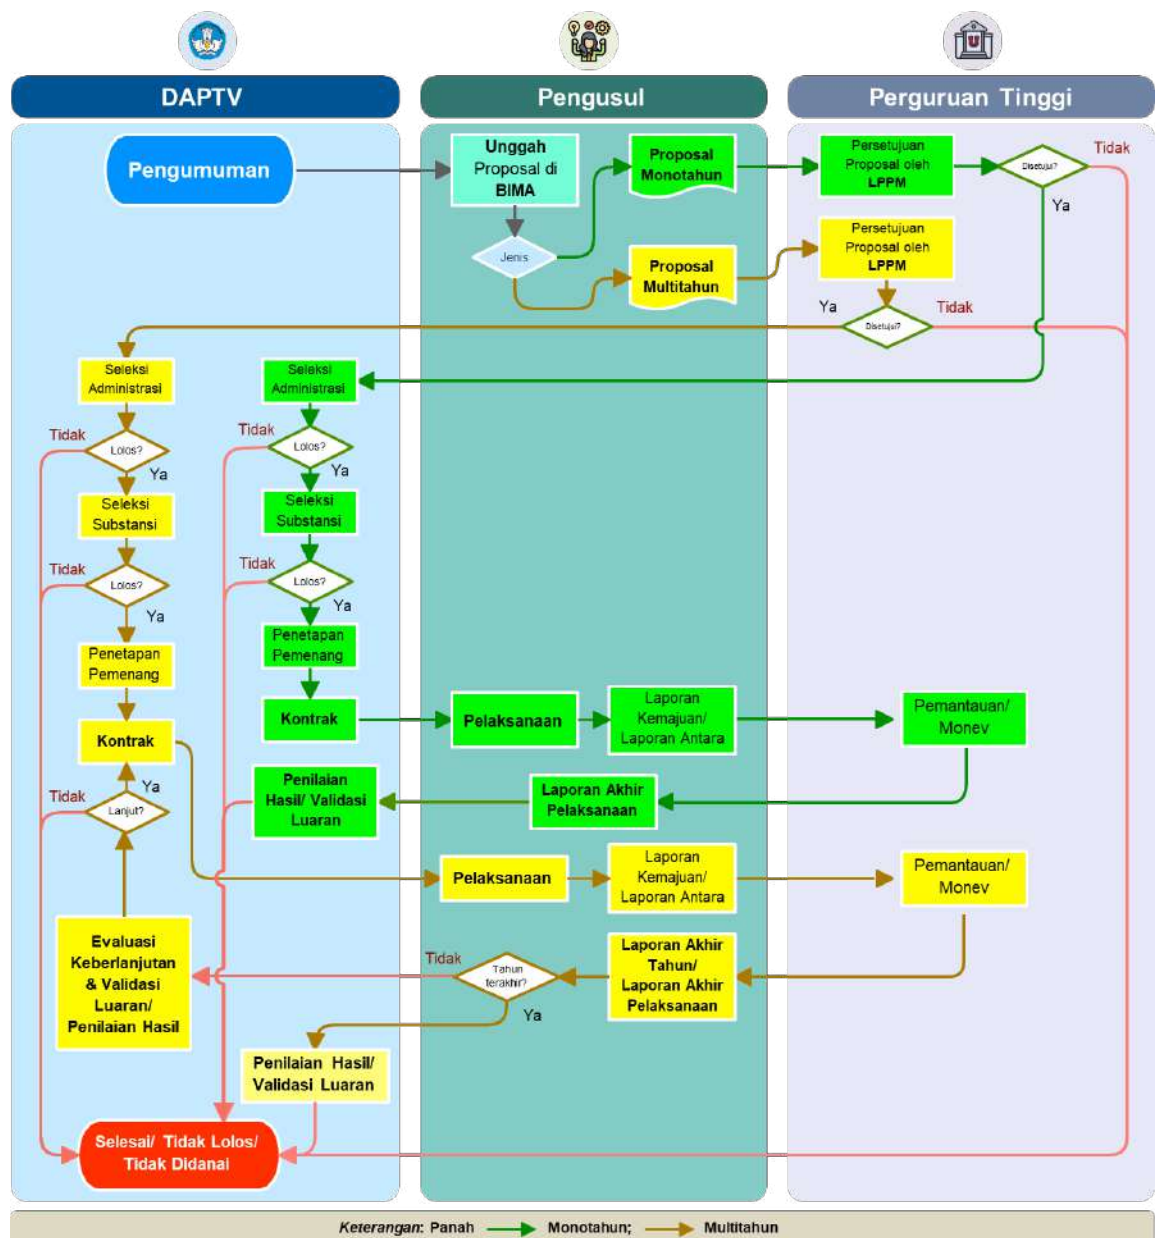 DAPTV
Pengusul
Perguruan Tinggi
Pengumuman
Unggah
Proposal di
BIMA
Proposal
Monotahun
Persetujuan
Proposal oleh
LPPM
Disetujui?
Tidak
Ya
Jenis
Proposal
Multitahun
Persetujuan
Proposal oleh
LPPM
Ya
Disetujui?
Tidak
Seleksi
Administrasi
Seleksi
Administrasi
Tidak
Lolos?
Ya
Tidak
Lolos?
Ya
Seleksi
Substansi
Seleksi
Substansi
Tidak
Lolos?
Ya
Tidak
Lolos?
Ya
Penetapan
Pemenang
Penetapan
Pemenang
Kontrak
Kontrak
Pelaksanaan
Laporan
Kemajuan/
Laporan Antara
Pemantauan/
Monev
Tidak
Ya
Lanjut?
Penilaian
Hasil/ Validasi
Luaran
Laporan Akhir
Pelaksanaan
Pelaksanaan
Laporan
Kemajuan/
Laporan Antara
Pemantauan/
Monev
Evaluasi
Keberlanjutan
& Validasi
Luaran/
Penilaian Hasil
Tidak
Tahun
terakhir?
Ya
Laporan Akhir
Tahun/
Laporan Akhir
Pelaksanaan
Penilaian Hasil/
Validasi Luaran
Selesai/ Tidak Lolos/
Tidak Didanai
Keterangan: Panah Monotahun; Multitahun